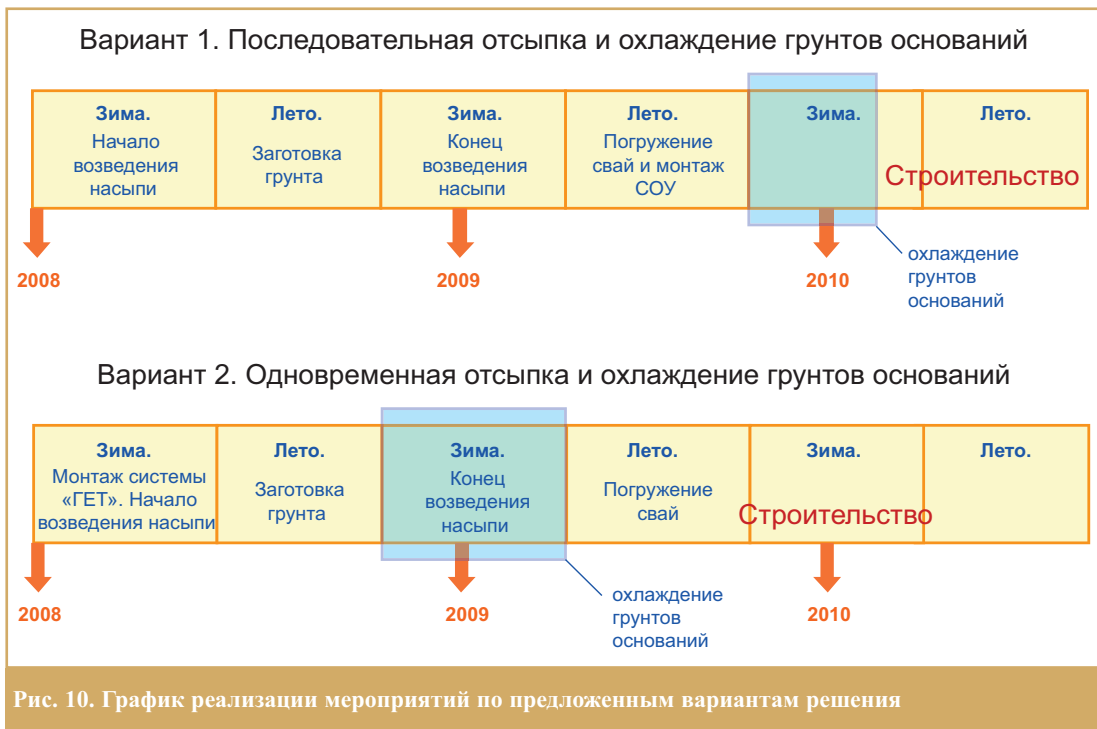 Вариант 1. Последовательная отсыпка и охлаждение грунтов оснований
Зима.
Начало
возведения
насыпи
Лето.
Заготовка
грунта
Зима.
Конец
возведения
насыпи
Лето.
Погружение
свай и монтаж
СОУ
Зима.
Лето.
Строительство
2008
2009
2010
охлаждение
грунтов
оснований
Вариант 2. Одновременная отсыпка и охлаждение грунтов оснований
Зима.
Монтаж системы
«ГЕТ». Начало
возведения насыпи
Лето.
Заготовка
грунта
Зима.
Конец
возведения
насыпи
Лето.
Погружение
свай
Зима.
Строительство
Лето.
2008
2009
2010
охлаждение
грунтов
оснований
Рис. 10. График реализации мероприятий по предложенным вариантам решения